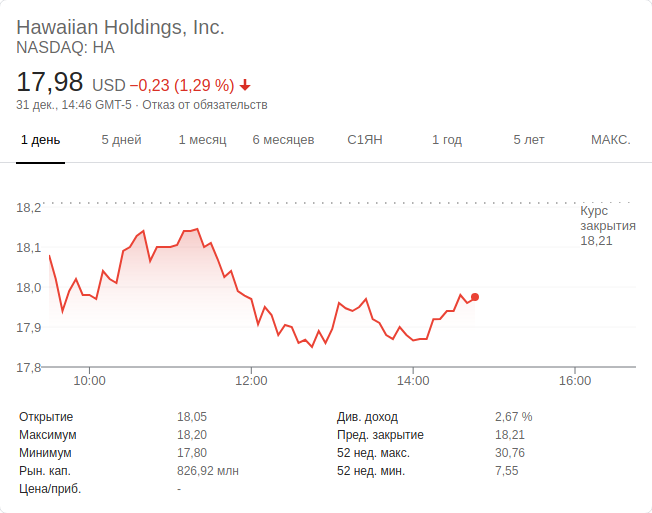 Hawaiian Holdings, Inc.
NASDAQ: HA
17,98 USD −0,23 (1,29 %)
31 дек., 14:46 GMT-5 · Отказ от обязательств
1 день 5 дней 1 месяц 6 месяцев С1ЯН 1 год 5 лет МАКС.
18,2
Курс
закрытия
18,21
18,1
18,0
17,9
17,8
10:00 12:00 14:00 16:00
Открытие 18,05 Див. доход 2,67 %
Максимум 18,20 Пред. закрытие 18,21
Минимум 17,80 52 нед. макс. 30,76
Рын. кап. 826,92 млн 52 нед. мин. 7,55
Цена/приб. -